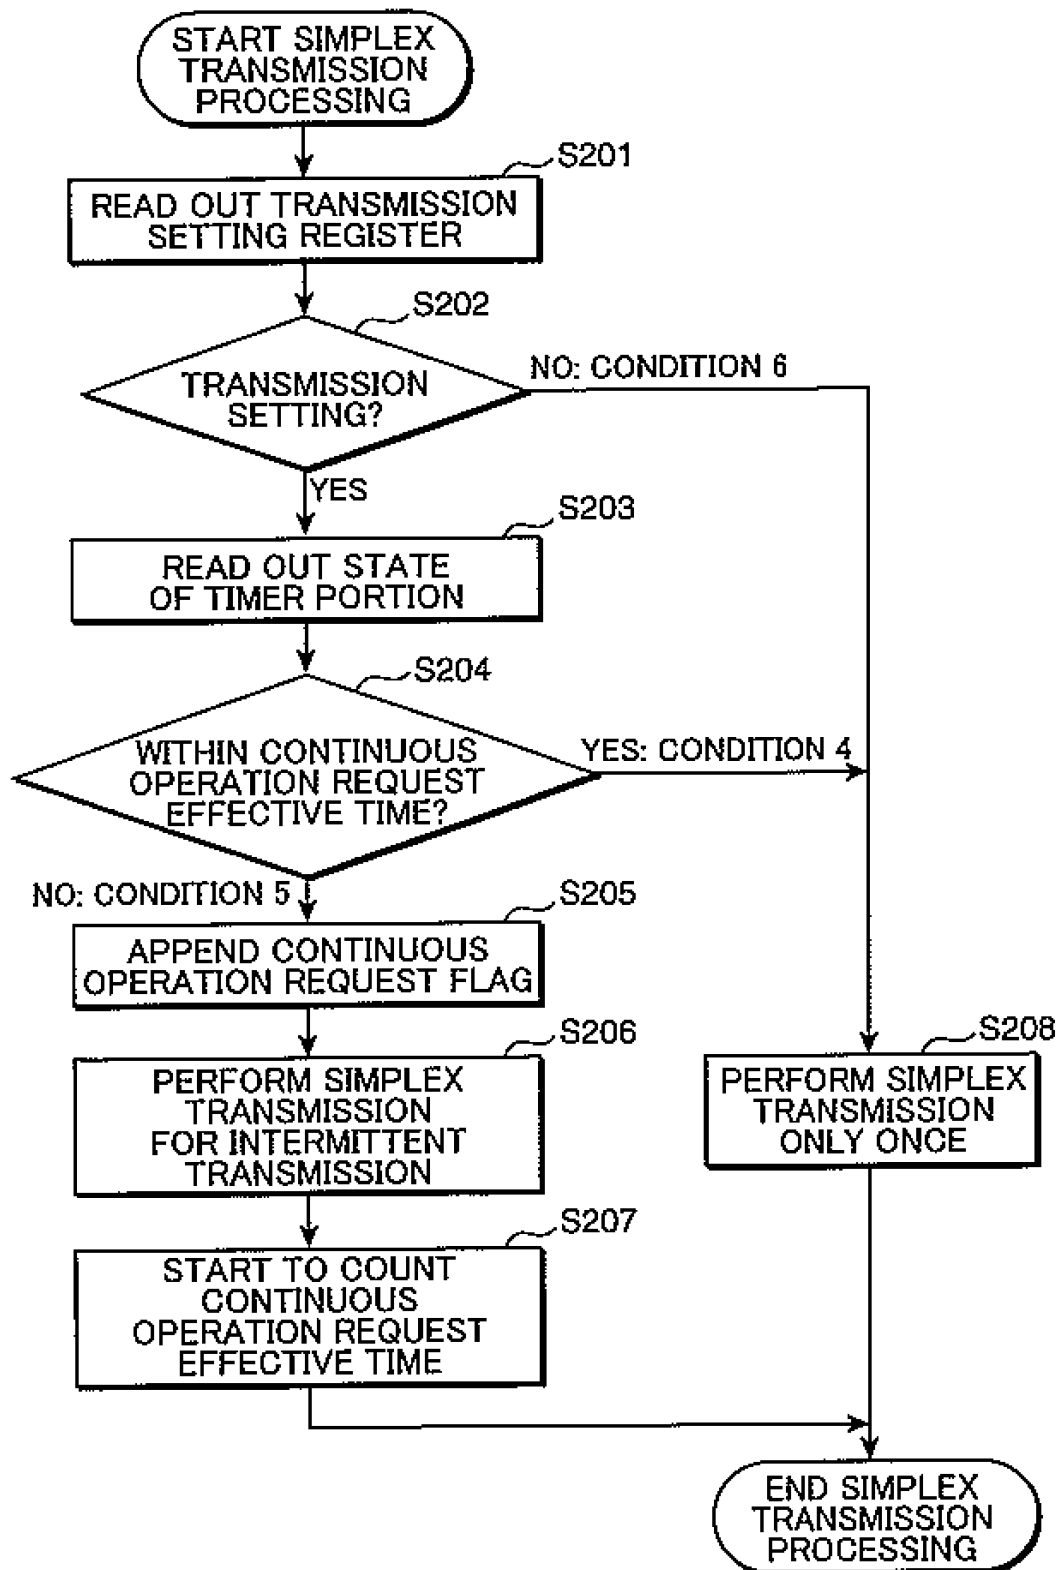 START SIMPLEX
TRANSMISSION
PROCESSING
S201
READ OUT TRANSMISSION
SETTING REGISTER
S202
TRANSMISSION
SETTING?
NO: CONDITION 6
YES
S203
READ OUT STATE
OF TIMER PORTION
S204
WITHIN CONTINUOUS
OPERATION REQUEST
EFFECTIVE TIME?
YES: CONDITION 4
NO: CONDITION 5
S205
APPEND CONTINUOUS
OPERATION REQUEST FLAG
S206
PERFORM SIMPLEX
TRANSMISSION
FOR INTERMITTENT
TRANSMISSION
S208
PERFORM SIMPLEX
TRANSMISSION
ONLY ONCE
S207
START TO COUNT
CONTINUOUS
OPERATION REQUEST
EFFECTIVE TIME
END SIMPLEX
TRANSMISSION
PROCESSING